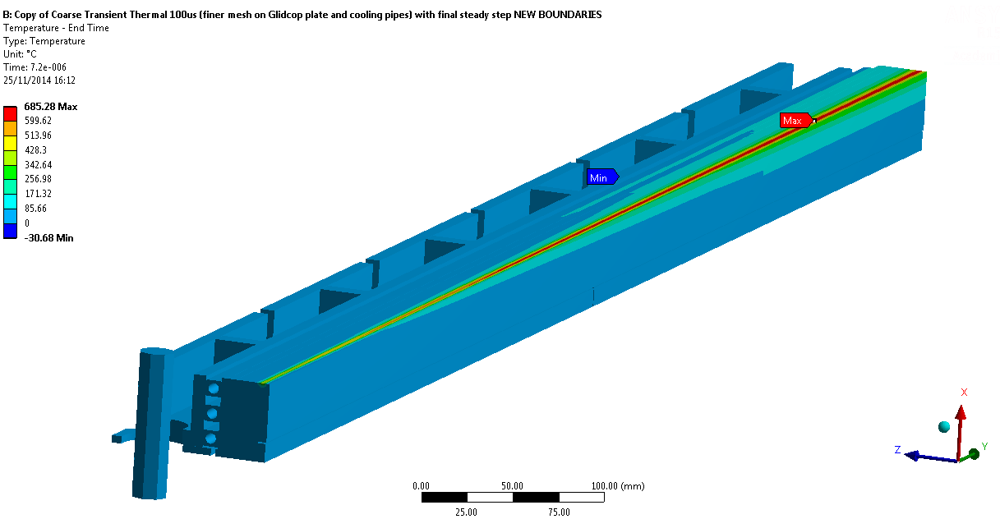 B: Copy of Coarse Transient Thermal 100us (finer mesh on Glidcop plate and cooling pipes) with final steady step NEW BOUNDARIES
Temperature - End Time
Type: Temperature
Unit: °C
Time: 7.2e-006
25/11/2014 16:12
685.28 Max
599.62
513.96
428.3
342.64
256.98
171.32
85.66
0
-30.68 Min
Max
Min
X
Y
Z
0.00 50.00 100.00 (mm)
25.00 75.00